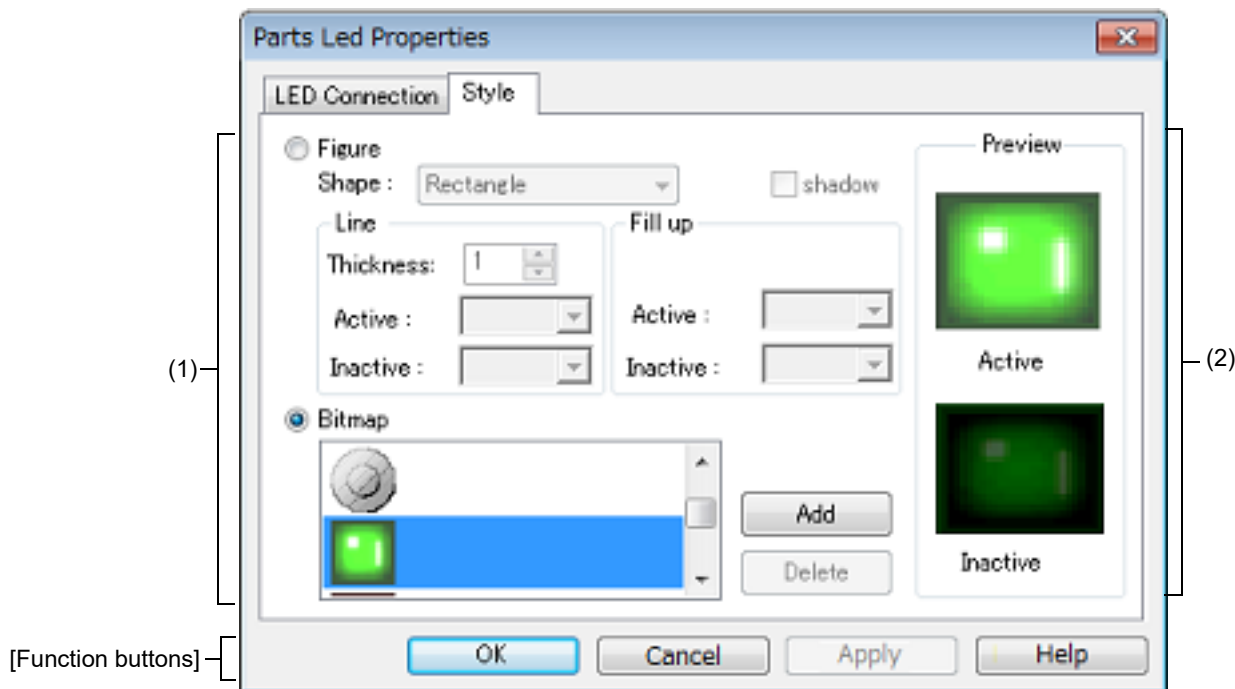 Parts Led Properties
LED Connection Style
Figure
Shape : Rectangle shadow
Line
Thickness: 1
Active :
Inactive :
Fill up
Active :
Inactive :
Bitmap
Add
Delete
Preview
Active
Inactive
(1)
(2)
[Function buttons]
OK Cancel Apply Help